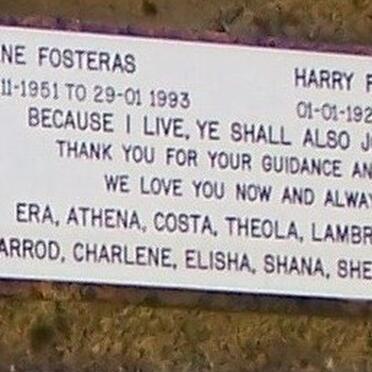 NE FOSTERAS HARRY F
11-1951 TO 29-01 1993 01-01-192
BECAUSE I LIVE, YE SHALL ALSO J
THANK YOU FOR YOUR GUIDANCE AN
WE LOVE YOU NOW AND ALWAY
ERA, ATHENA, COSTA, THEOLA, LAMBR
ARROD, CHARLENE, ELISHA, SHANA, SHE